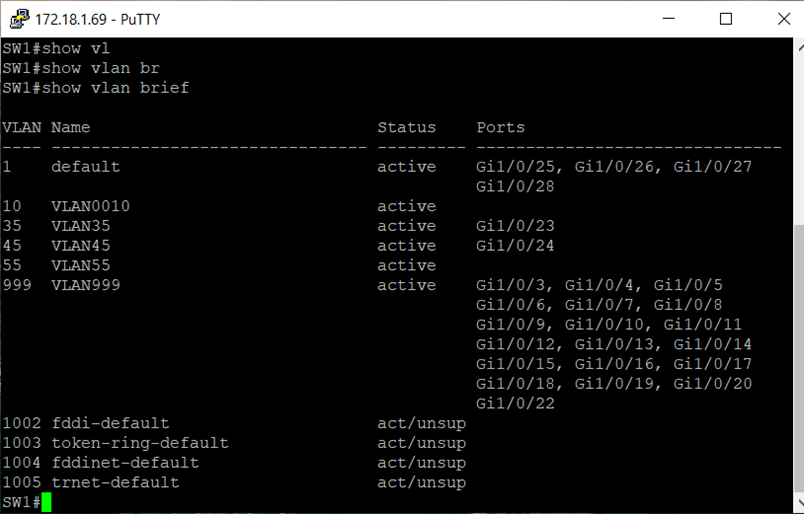 172.18.1.69 - PuTTY
SW1#show vl
SW1#show vlan br
SW1#show vlan brief
VLAN Name                             Status    Ports
---- -------------------------------- --------- -------------------------------
1    default                          active    Gi1/0/25, Gi1/0/26, Gi1/0/27
                                                Gi1/0/28
10   VLAN0010                         active
35   VLAN35                           active    Gi1/0/23
45   VLAN45                           active    Gi1/0/24
55   VLAN55                           active
999  VLAN999                          active    Gi1/0/3, Gi1/0/4, Gi1/0/5
                                                Gi1/0/6, Gi1/0/7, Gi1/0/8
                                                Gi1/0/9, Gi1/0/10, Gi1/0/11
                                                Gi1/0/12, Gi1/0/13, Gi1/0/14
                                                Gi1/0/15, Gi1/0/16, Gi1/0/17
                                                Gi1/0/18, Gi1/0/19, Gi1/0/20
                                                Gi1/0/22
1002 fddi-default                     act/unsup
1003 token-ring-default               act/unsup
1004 fddinet-default                  act/unsup
1005 trnet-default                    act/unsup
SW1#